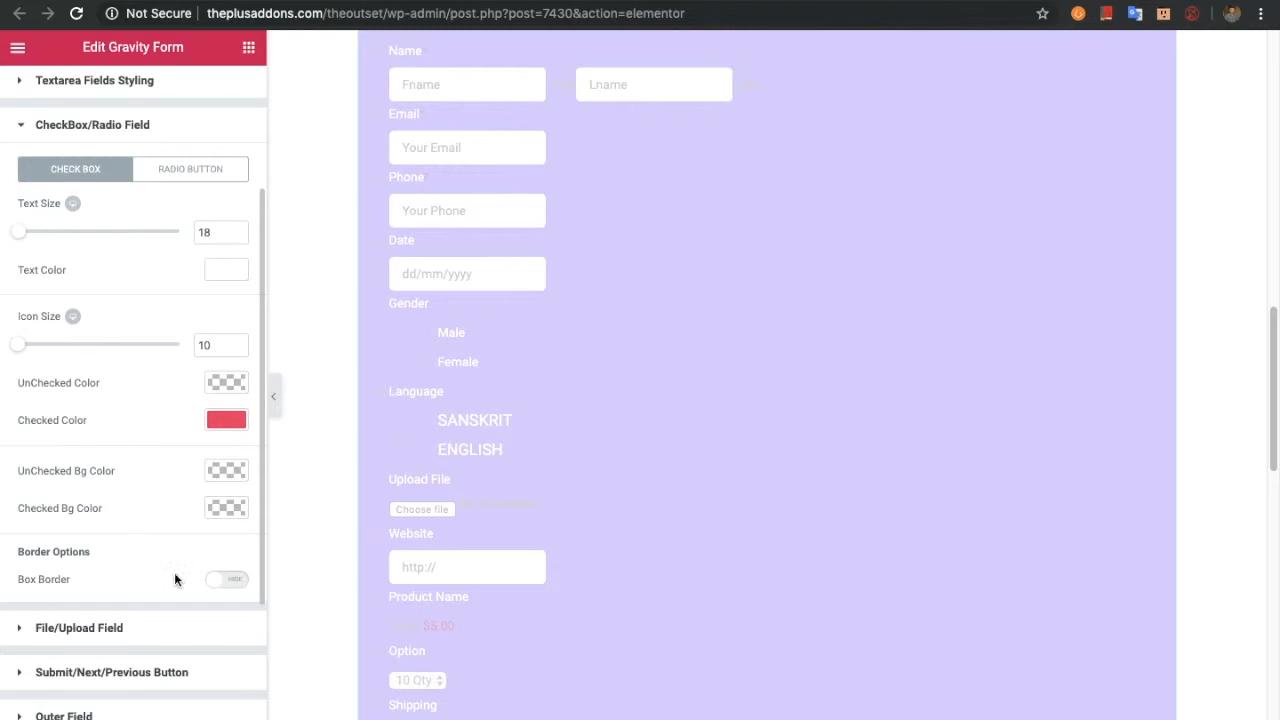 Not Secure theplusaddons.com/theoutset/wp-admin/post.php?post=7430&action=elementor
Edit Gravity Form
Textarea Fields Styling
CheckBox/Radio Field
CHECK BOX
RADIO BUTTON
Text Size
18
Text Color
Icon Size
10
UnChecked Color
Checked Color
UnChecked Bg Color
Checked Bg Color
Border Options
Box Border
HIDE
File/Upload Field
Submit/Next/Previous Button
Outer Field
Name
Fname
Lname
Email
Your Email
Phone
Your Phone
Date
dd/mm/yyyy
Gender
Male
Female
Language
SANSKRIT
ENGLISH
Upload File
Choose file
Website
http://
Product Name
$5.00
Option
10 Qty
Shipping